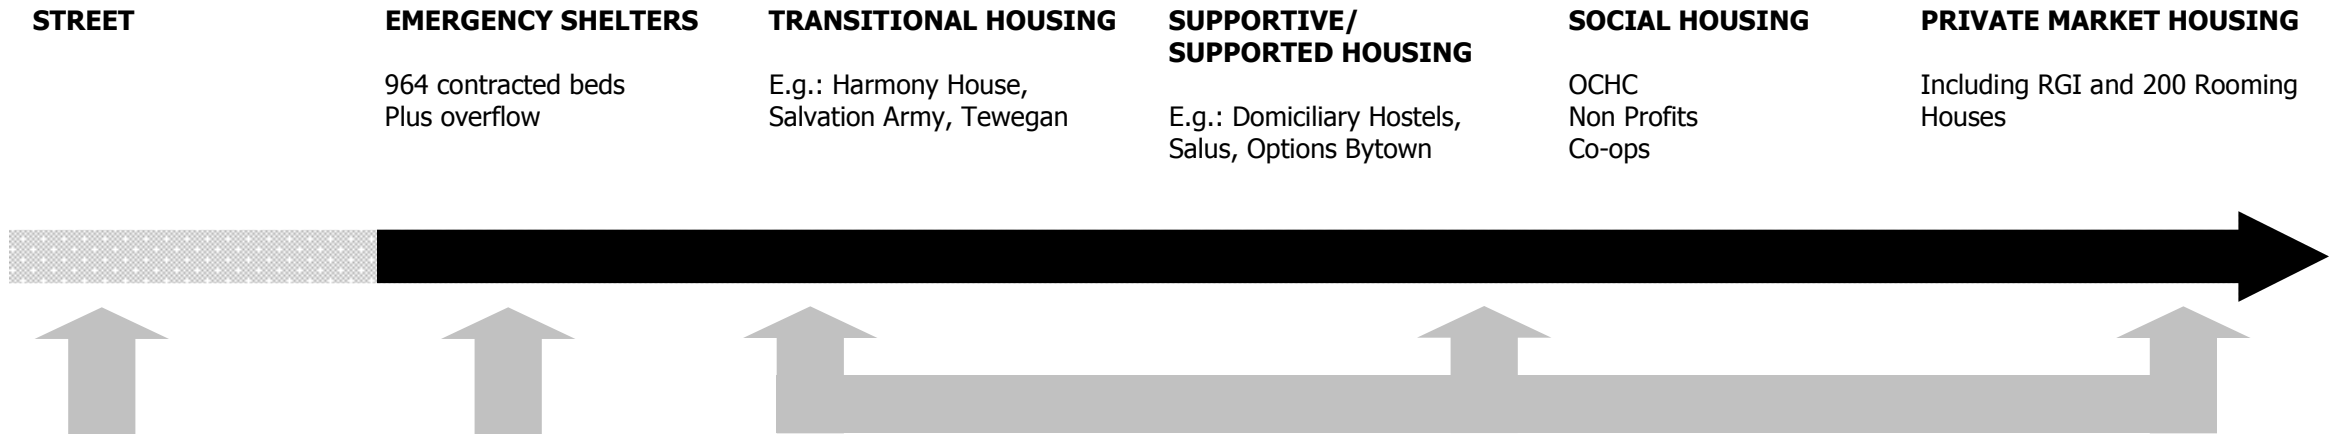 STREET
EMERGENCY SHELTERS
964 contracted beds
Plus overflow
TRANSITIONAL HOUSING
E.g.: Harmony House,
Salvation Army, Tewegan
SUPPORTIVE/
SUPPORTED HOUSING
E.g.: Domiciliary Hostels,
Salus, Options Bytown
SOCIAL HOUSING
OCHC
Non Profits
Co-ops
PRIVATE MARKET HOUSING
Including RGI and 200 Rooming
Houses